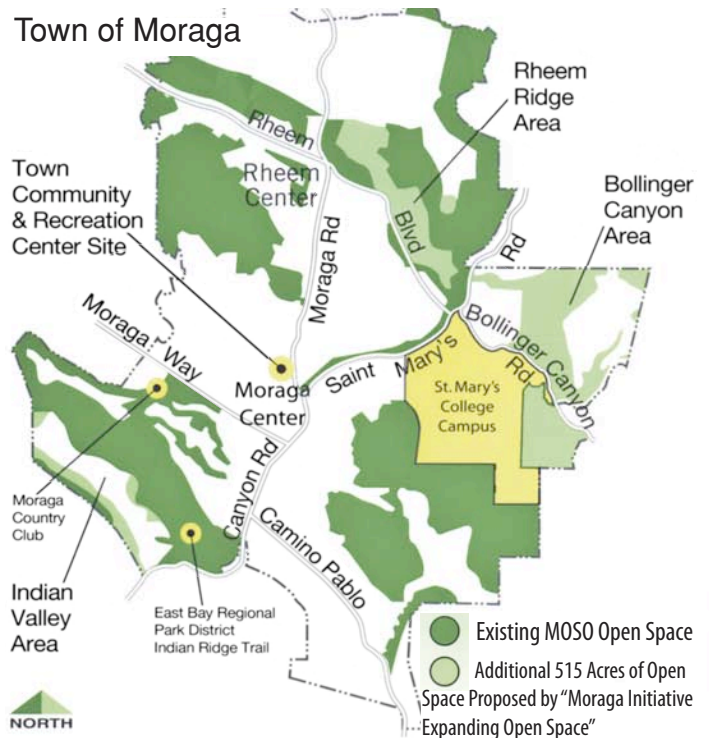 Town of Moraga
Rheem
Ridge
Area
Town
Community
& Recreation
Center Site
Rheem
Rheem
Center
Bollinger
Canyon
Area
Blvd
Rd
Moraga Rd
Moraga Way
Moraga
Center
Saint Mary's
Bollinger Canyon
Rd
St. Mary's
College
Campus
Canyon Rd
Camino Pablo
Moraga
Country
Club
Indian
Valley
Area
East Bay Regional
Park District
Indian Ridge Trail
Existing MOSO Open Space
Additional 515 Acres of Open
Space Proposed by “Moraga Initiative
Expanding Open Space”
NORTH